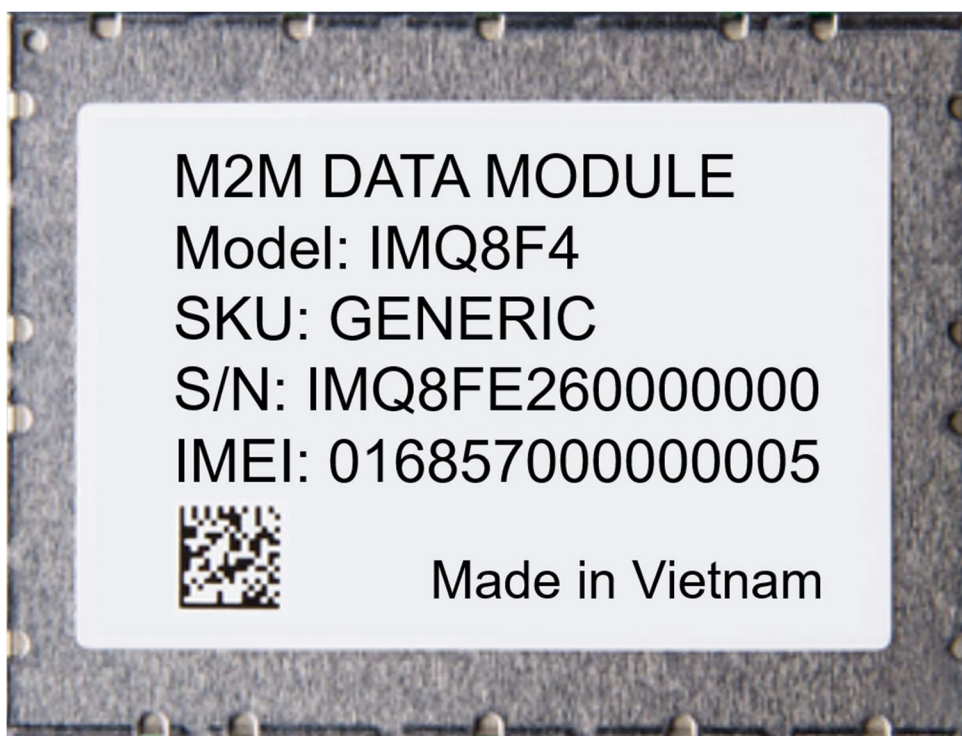 M2M DATA MODULE
Model: IMQ8F4
SKU: GENERIC
S/N: IMQ8FE260000000
IMEI: 016857000000005
Made in Vietnam